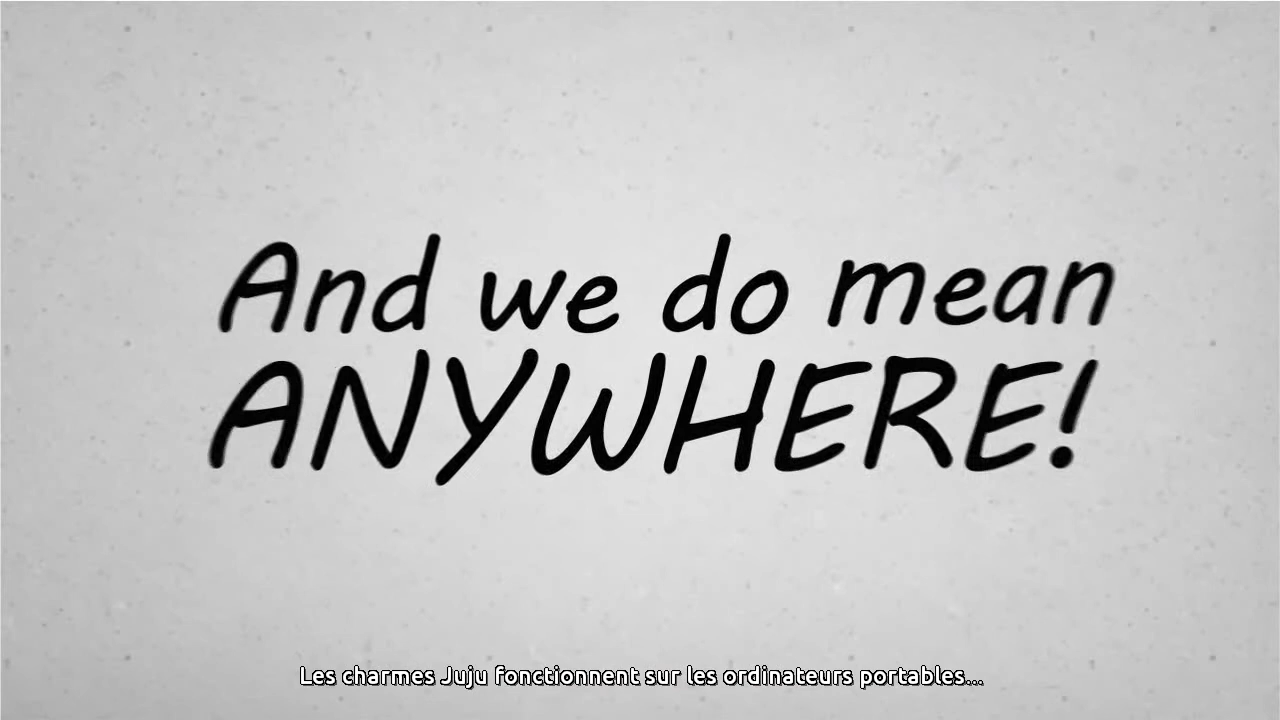 And we do mean
ANYWHERE!
Les charmes Juju fonctionnent sur les ordinateurs portables...